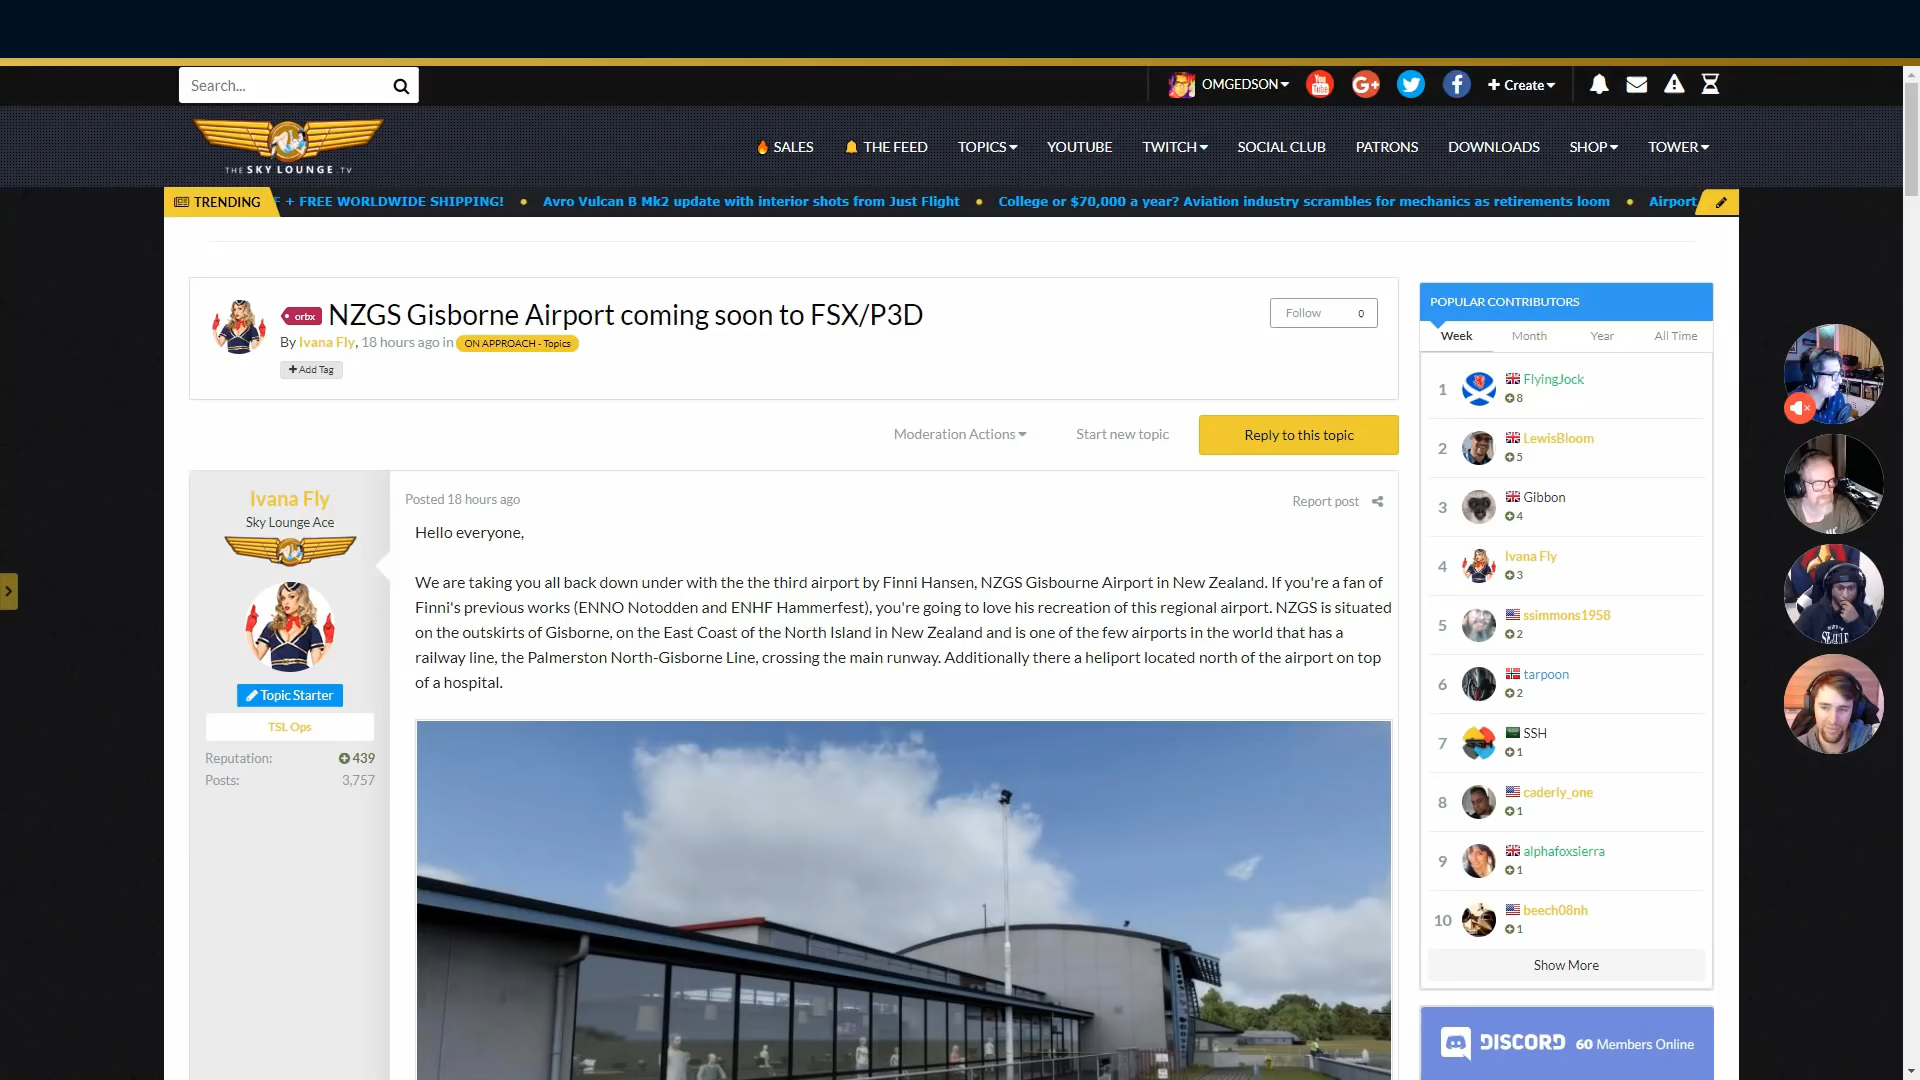 Search...
OMGEDSON
You Tube
G+
Create
THE SKY LOUNGE .TV
SALES
THE FEED
TOPICS
YOUTUBE
TWITCH
SOCIAL CLUB
PATRONS
DOWNLOADS
SHOP
TOWER
TRENDING
+ FREE WORLDWIDE SHIPPING!
Avro Vulcan B Mk2 update with interior shots from Just Flight
College or $70,000 a year? Aviation industry scrambles for mechanics as retirements loom
Airport
orbx
NZGS Gisborne Airport coming soon to FSX/P3D
By Ivana Fly, 18 hours ago in ON APPROACH - Topics
+ Add Tag
Follow 0
Moderation Actions
Start new topic
Reply to this topic
Ivana Fly
Sky Lounge Ace
Topic Starter
TSL Ops
Reputation: 439
Posts: 3,757
Posted 18 hours ago
Report post
Hello everyone,
We are taking you all back down under with the the third airport by Finni Hansen, NZGS Gisbourne Airport in New Zealand. If you're a fan of
Finni's previous works (ENNO Notodden and ENHF Hammerfest), you're going to love his recreation of this regional airport. NZGS is situated
on the outskirts of Gisborne, on the East Coast of the North Island in New Zealand and is one of the few airports in the world that has a
railway line, the Palmerston North-Gisborne Line, crossing the main runway. Additionally there a heliport located north of the airport on top
of a hospital.
POPULAR CONTRIBUTORS
Week Month Year All Time
1 FlyingJock
8
2 LewisBloom
5
3 Gibbon
4
4 Ivana Fly
3
5 ssimmons1958
2
6 tarpoon
2
7 SSH
1
8 caderly_one
1
9 alphafoxsierra
1
10 beech08nh
1
Show More
DISCORD 60 Members Online